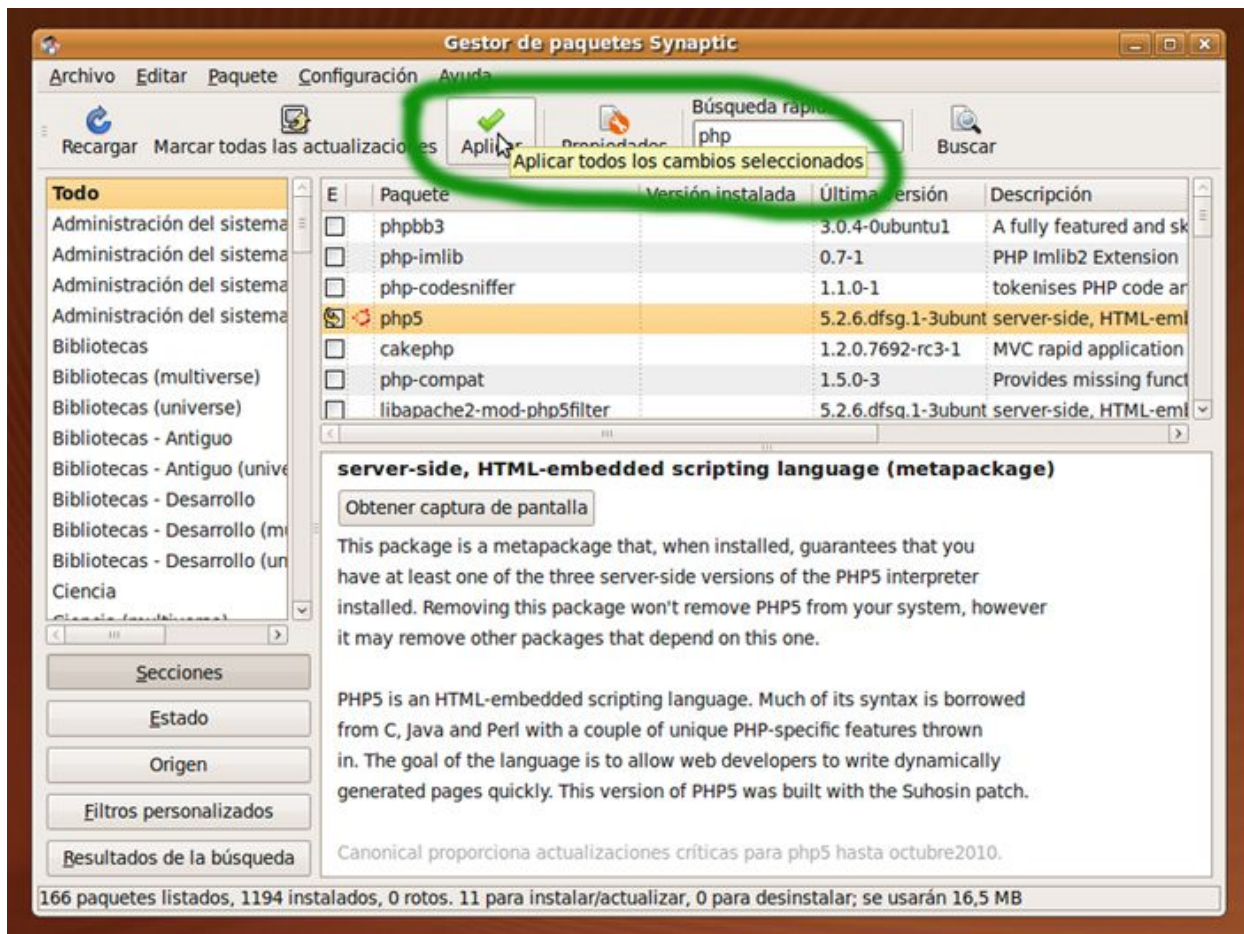 Gestor de paquetes Synaptic
Archivo Editar Paquete Configuración Ayuda
Recargar Marcar todas las actualizaciones Aplicar Propiedades
Búsqueda rápida
php
Buscar
Aplicar todos los cambios seleccionados
Todo
Administración del sistema
Administración del sistema
Administración del sistema
Administración del sistema
Bibliotecas
Bibliotecas (multiverse)
Bibliotecas (universe)
Bibliotecas - Antiguo
Bibliotecas - Antiguo (unive
Bibliotecas - Desarrollo
Bibliotecas - Desarrollo (mu
Bibliotecas - Desarrollo (un
Ciencia
Secciones
Estado
Origen
Filtros personalizados
Resultados de la búsqueda
E Paquete Versión instalada Última versión Descripción
phpbb3 3.0.4-0ubuntu1 A fully featured and sk
php-imlib 0.7-1 PHP Imlib2 Extension
php-codesniffer 1.1.0-1 tokenises PHP code an
php5 5.2.6.dfsg.1-3ubunt server-side, HTML-eml
cakephp 1.2.0.7692-rc3-1 MVC rapid application
php-compat 1.5.0-3 Provides missing funct
libapache2-mod-php5filter 5.2.6.dfsg.1-3ubunt server-side, HTML-eml
server-side, HTML-embedded scripting language (metapackage)
Obtener captura de pantalla
This package is a metapackage that, when installed, guarantees that you
have at least one of the three server-side versions of the PHP5 interpreter
installed. Removing this package won't remove PHP5 from your system, however
it may remove other packages that depend on this one.
PHP5 is an HTML-embedded scripting language. Much of its syntax is borrowed
from C, Java and Perl with a couple of unique PHP-specific features thrown
in. The goal of the language is to allow web developers to write dynamically
generated pages quickly. This version of PHP5 was built with the Suhosin patch.
Canonical proporciona actualizaciones críticas para php5 hasta octubre2010.
166 paquetes listados, 1194 instalados, 0 rotos. 11 para instalar/actualizar, 0 para desinstalar; se usarán 16,5 MB